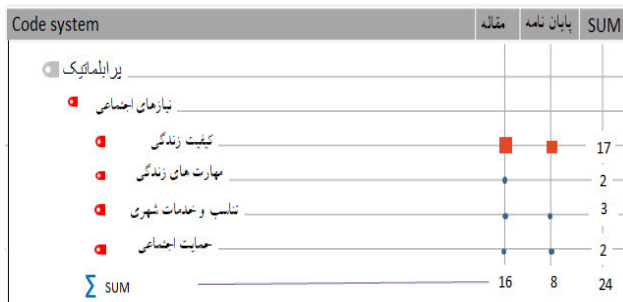 Code system مقاله پایان نامه SUM
پرابلماتیک
نیازهای اجتماعی
کیفیت زندگی 17
مهارت های زندگی 2
تناسب و خدمات شهری 3
حمایت اجتماعی 2
∑ SUM 16 8 24